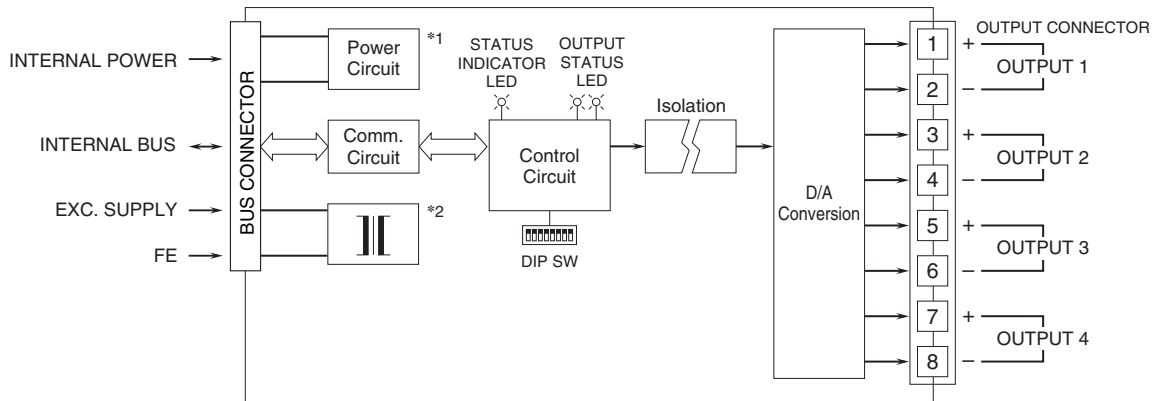 INTERNAL POWER
INTERNAL BUS
EXC. SUPPLY
FE
BUS CONNECTOR
Power
Circuit
*1
Comm.
Circuit
*2
STATUS
INDICATOR
LED
OUTPUT
STATUS
LED
Control
Circuit
DIP SW
Isolation
D/A
Conversion
OUTPUT CONNECTOR
1 +
OUTPUT 1
2 –
3 +
OUTPUT 2
4 –
5 +
OUTPUT 3
6 –
7 +
OUTPUT 4
8 –